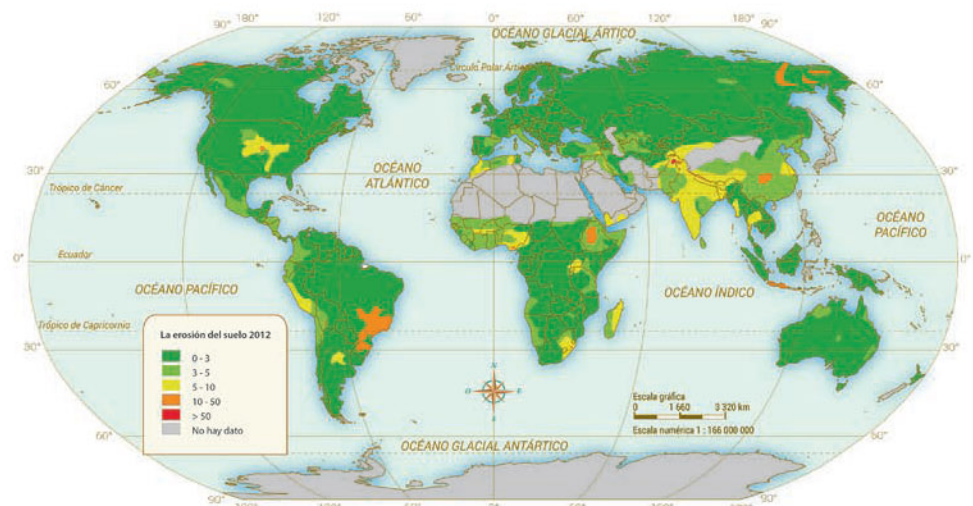 180° 120° 60° 0° 60° 120° 180°
90° 90°
OCÉANO GLACIAL ÁRTICO
Círculo Polar Ártico
60° 60°
OCÉANO
ATLÁNTICO
30° 30°
Trópico de Cáncer
OCÉANO
PACÍFICO
Ecuador
0° 0°
OCÉANO PACÍFICO
OCÉANO ÍNDICO
Trópico de Capricornio
30° 30°
La erosión del suelo 2012
0 - 3
3 - 5
5 - 10
10 - 50
> 50
No hay dato
N
O E
Escala gráfica
0 1 660 3 320 km
Escala numérica 1 : 166 000 000
60° 60°
OCÉANO GLACIAL ANTÁRTICO
90° 90°